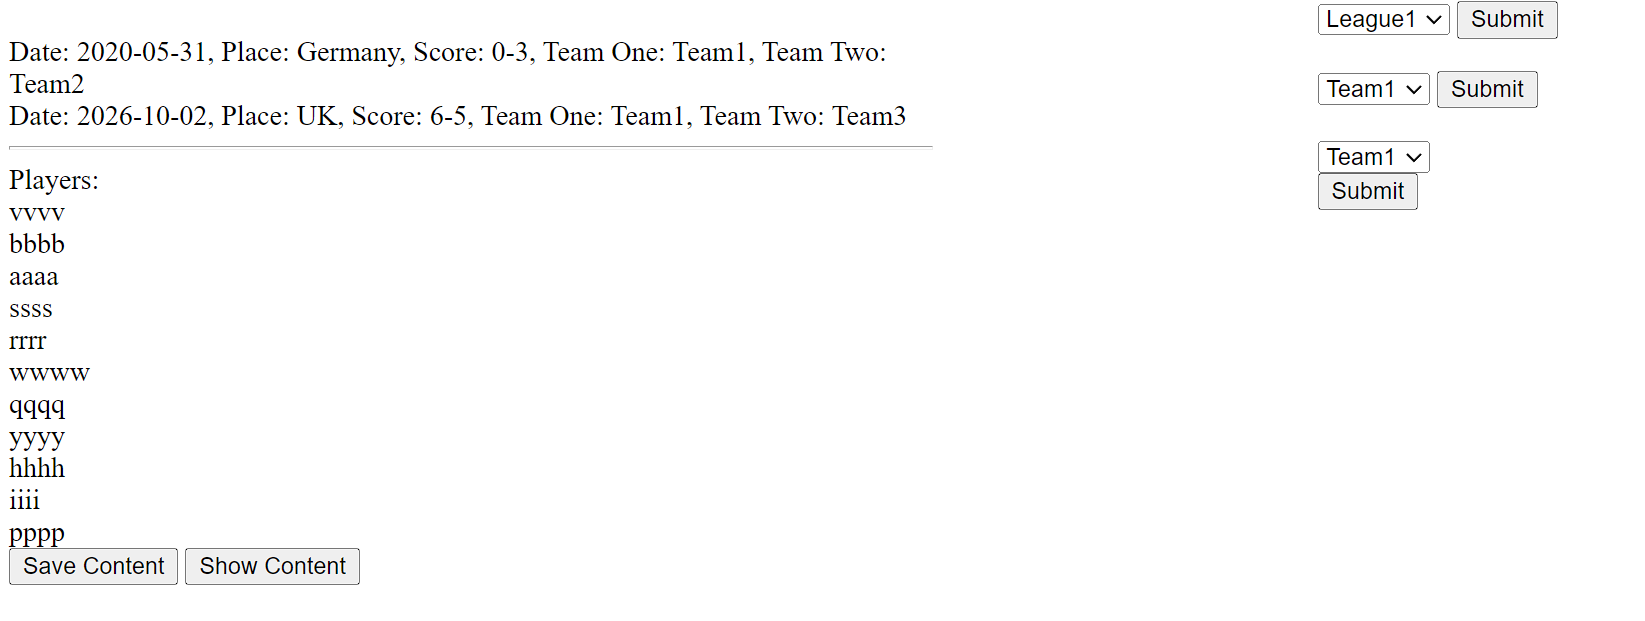 Date: 2020-05-31, Place: Germany, Score: 0-3, Team One: Team1, Team Two:
Team2
Date: 2026-10-02, Place: UK, Score: 6-5, Team One: Team1, Team Two: Team3
Players:
vvvv
bbbb
aaaa
ssss
rrrr
wwww
qqqq
yyyy
hhhh
iiii
pppp
Save Content Show Content
League1 Submit
Team1 Submit
Team1
Submit